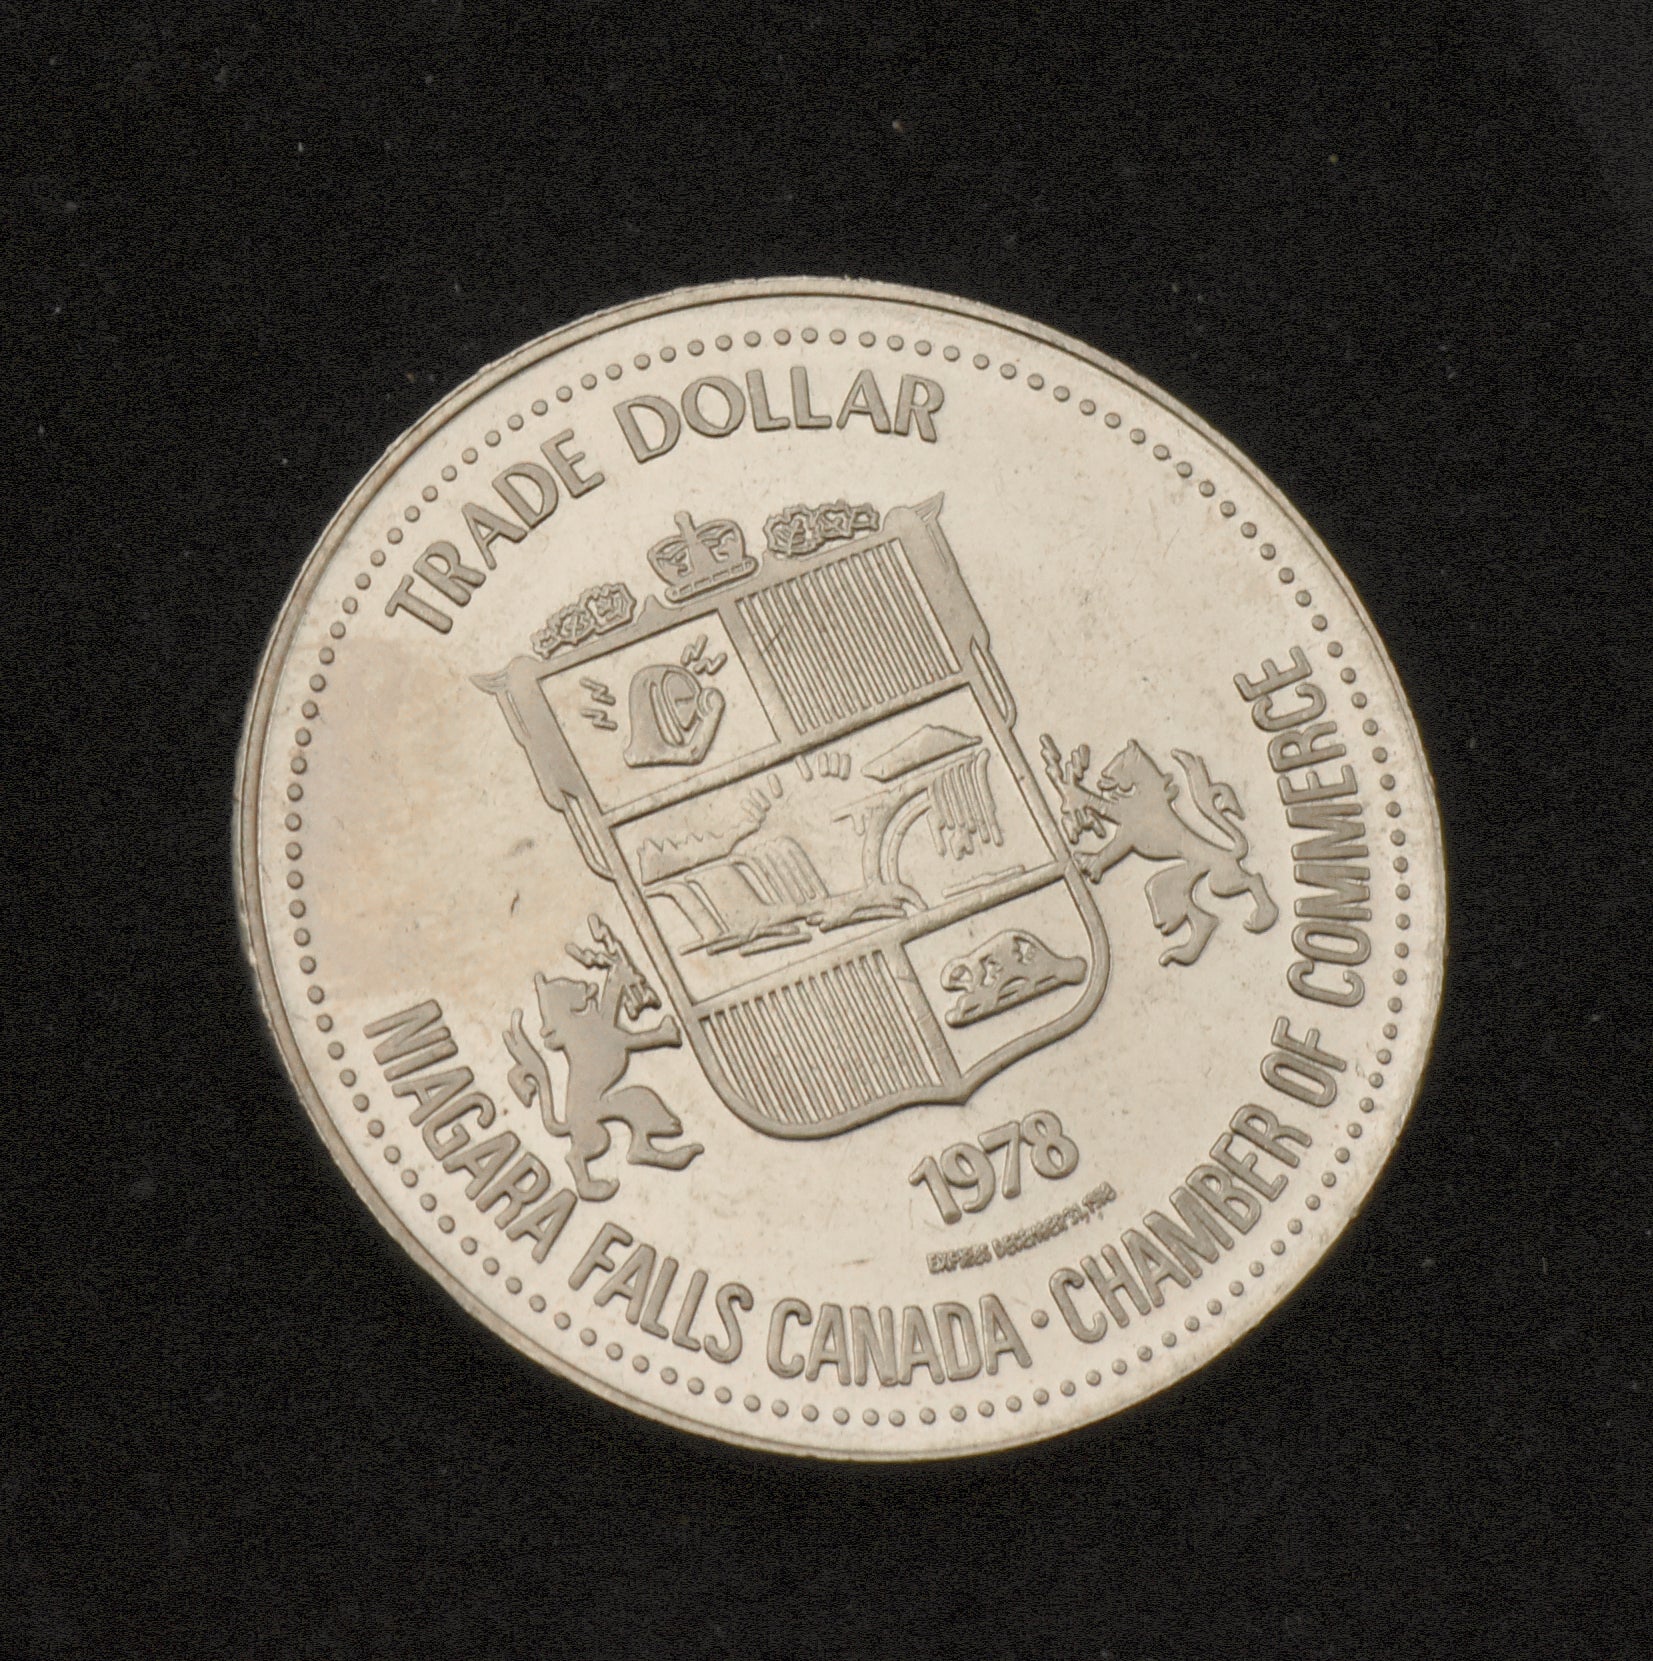 TRADE DOLLAR
1978
EXPIRES DECEMBER 31, 1978
NIAGARA FALLS CANADA · CHAMBER OF COMMERCE